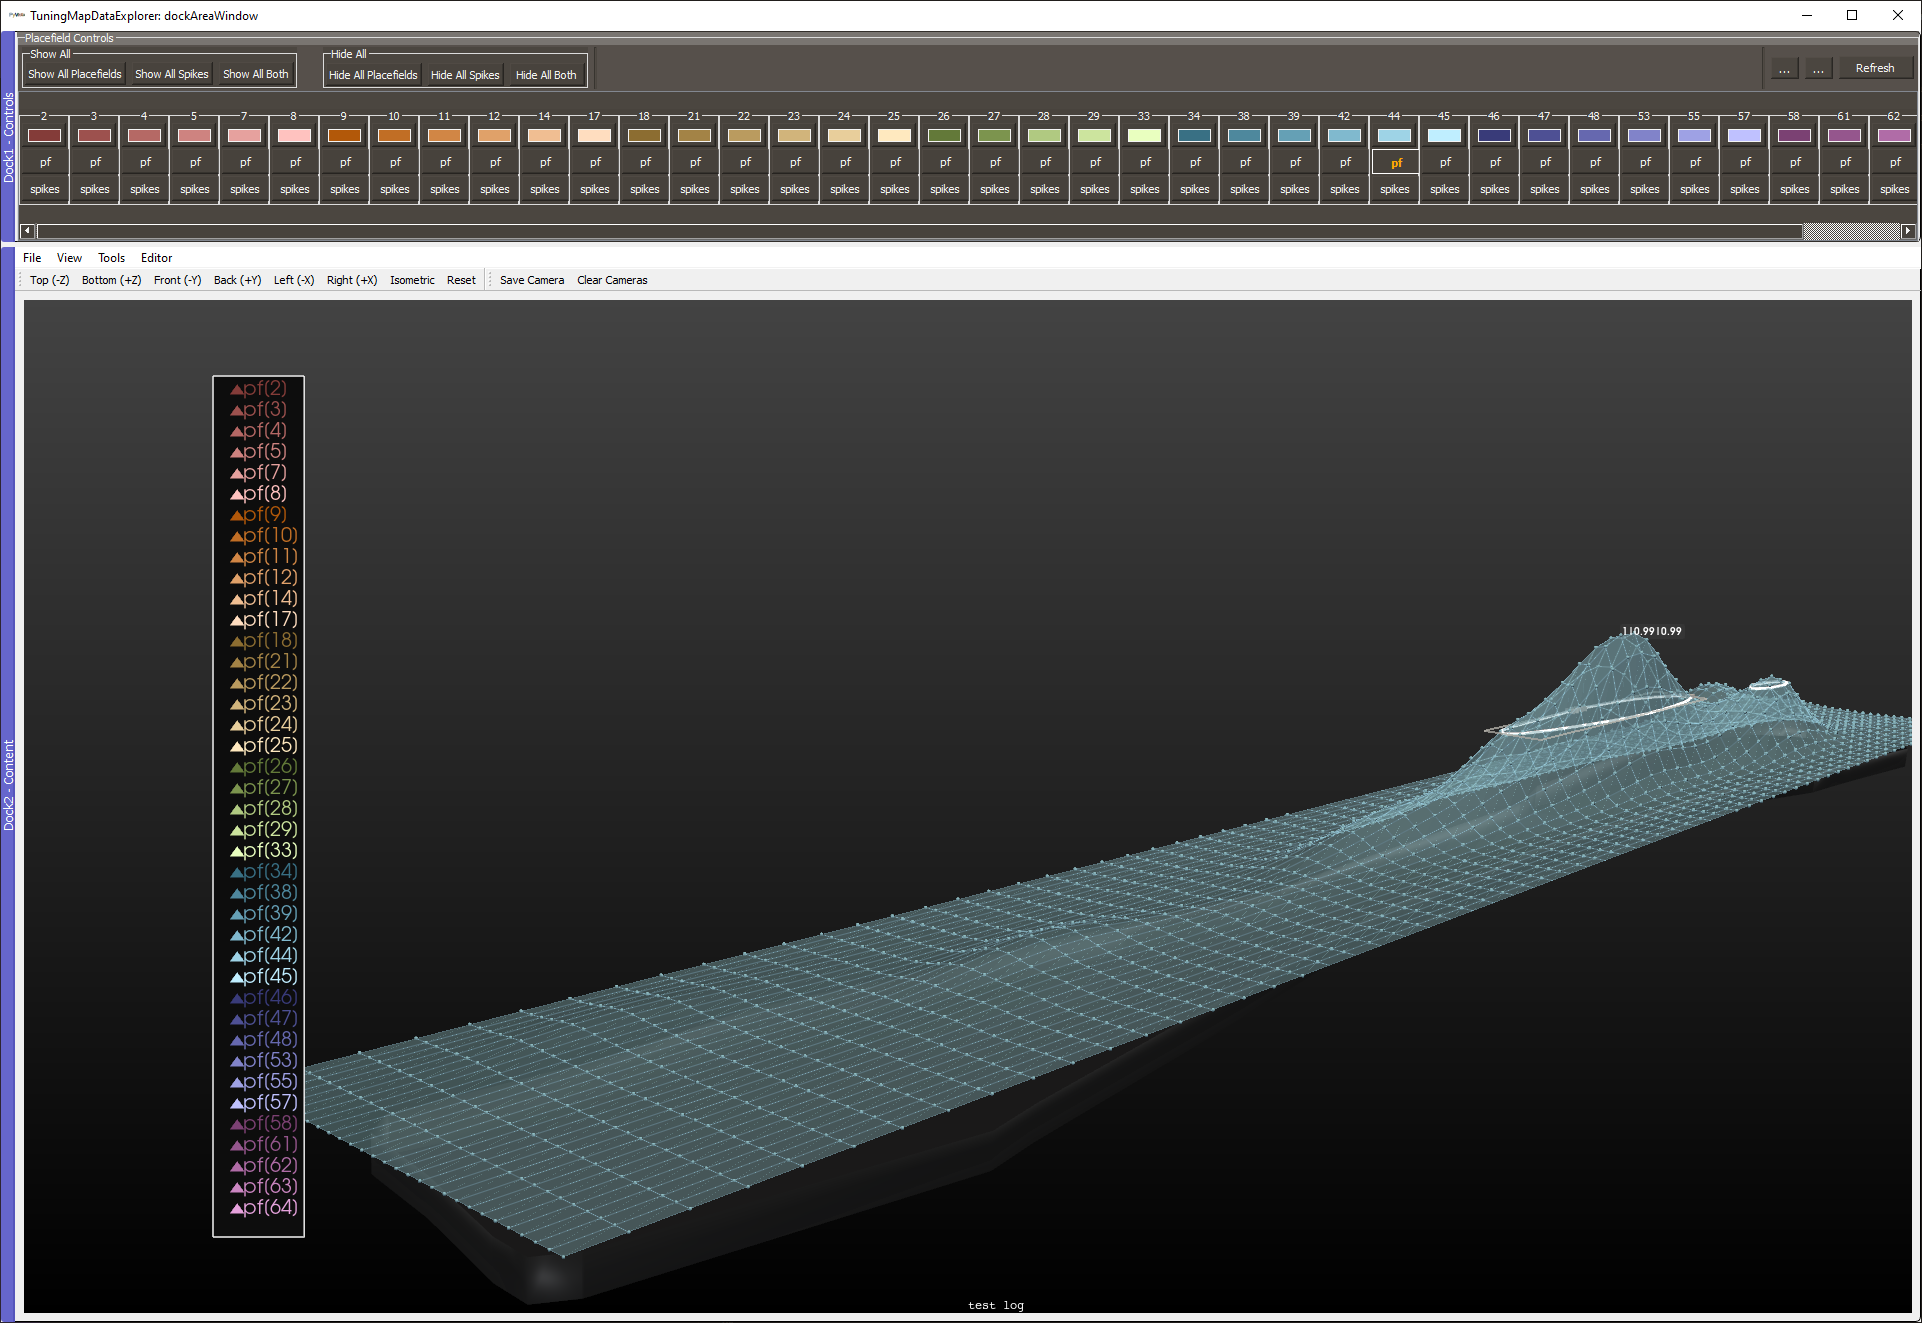 TuningMapDataExplorer: dockAreaWindow
Placefield Controls
Show All
Hide All
Show All Placefields Show All Spikes Show All Both
Hide All Placefields Hide All Spikes Hide All Both
... ... Refresh
2 3 4 5 7 8 9 10 11 12 14 17 18 21 22 23 24 25 26 27 28 29 33 34 38 39 42 44 45 46 47 48 53 55 57 58 61 62
pf pf pf pf pf pf pf pf pf pf pf pf pf pf pf pf pf pf pf pf pf pf pf pf pf pf pf pf pf pf pf pf pf pf pf pf pf pf
spikes spikes spikes spikes spikes spikes spikes spikes spikes spikes spikes spikes spikes spikes spikes spikes spikes spikes spikes spikes spikes spikes spikes spikes spikes spikes spikes spikes spikes spikes spikes spikes spikes spikes spikes spikes spikes spikes
Dock1 - Controls
File View Tools Editor
Top (-Z) Bottom (+Z) Front (-Y) Back (+Y) Left (-X) Right (+X) Isometric Reset Save Camera Clear Cameras
Dock2 - Content
pf(2)
pf(3)
pf(4)
pf(5)
pf(7)
pf(8)
pf(9)
pf(10)
pf(11)
pf(12)
pf(14)
pf(17)
pf(18)
pf(21)
pf(22)
pf(23)
pf(24)
pf(25)
pf(26)
pf(27)
pf(28)
pf(29)
pf(33)
pf(34)
pf(38)
pf(39)
pf(42)
pf(44)
pf(45)
pf(46)
pf(47)
pf(48)
pf(53)
pf(55)
pf(57)
pf(58)
pf(61)
pf(62)
pf(63)
pf(64)
1|0.99|0.99
test log